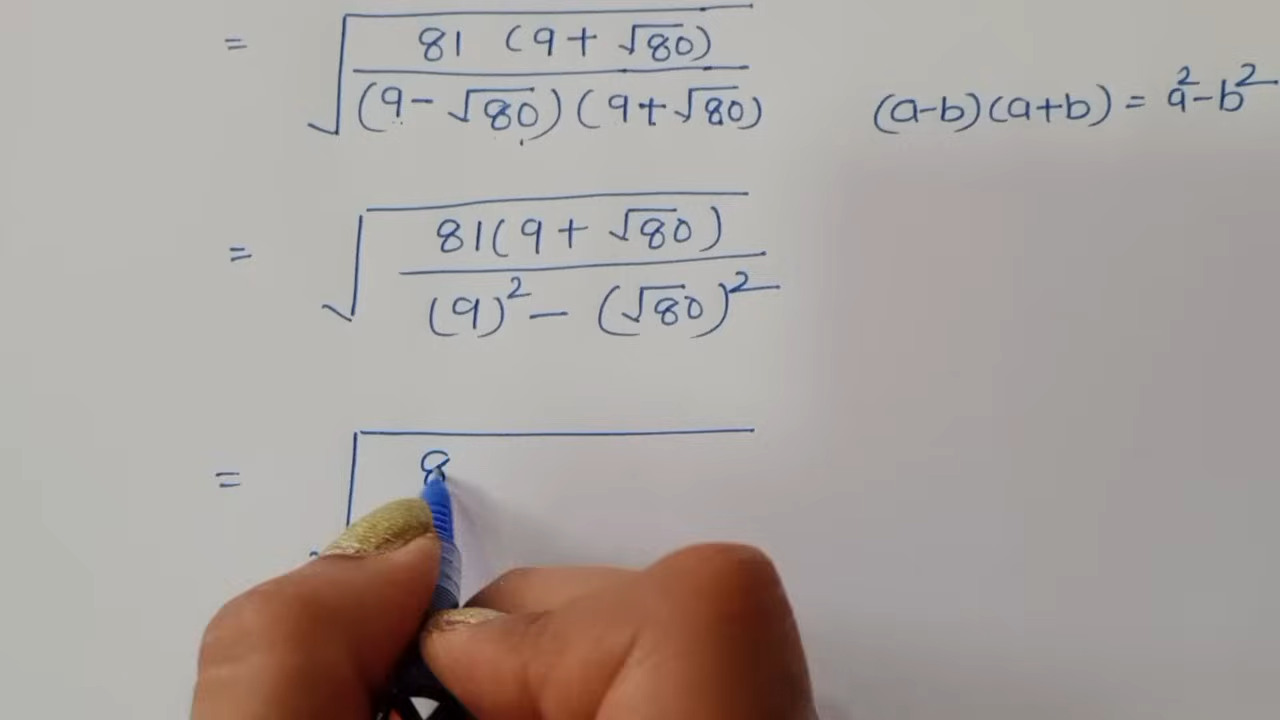 = √(81 (9 + √80) / (9 - √80)(9 + √80))
(a-b)(a+b) = a² - b²
= √(81(9 + √80) / (9)² - (√80)²)
= √8